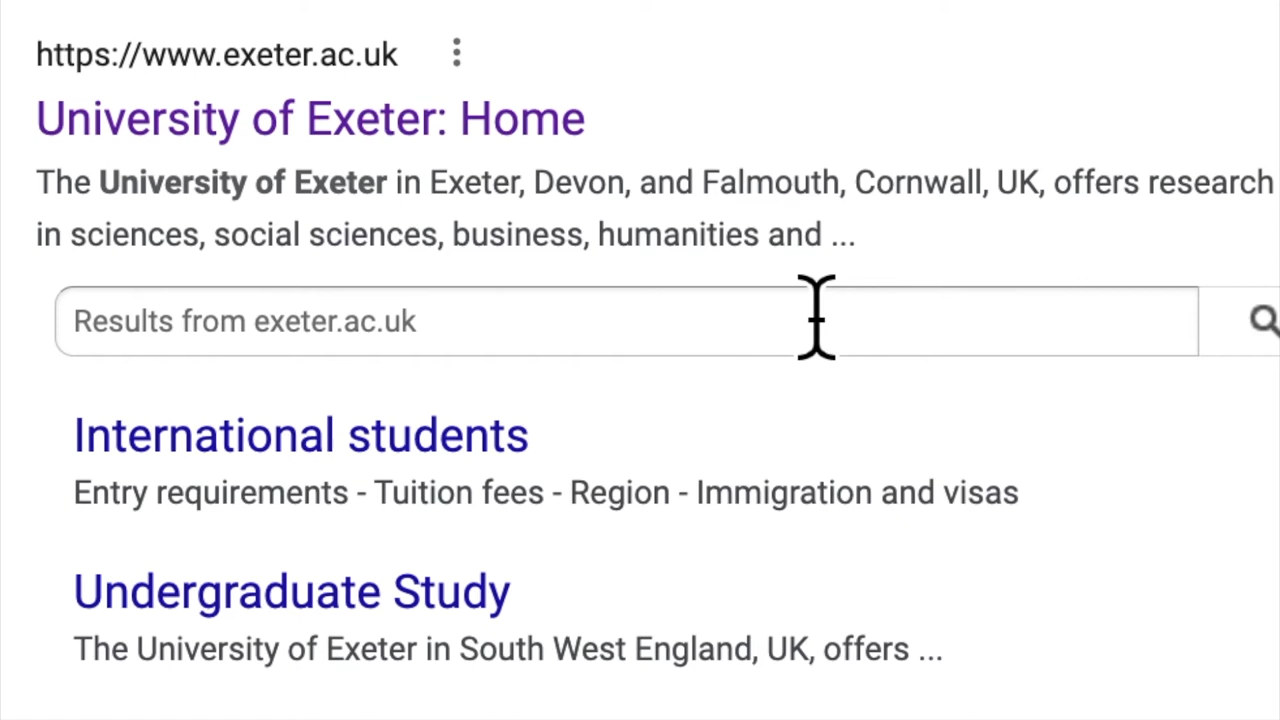 https://www.exeter.ac.uk
University of Exeter: Home
The University of Exeter in Exeter, Devon, and Falmouth, Cornwall, UK, offers research
in sciences, social sciences, business, humanities and ...
Results from exeter.ac.uk
International students
Entry requirements - Tuition fees - Region - Immigration and visas
Undergraduate Study
The University of Exeter in South West England, UK, offers ...